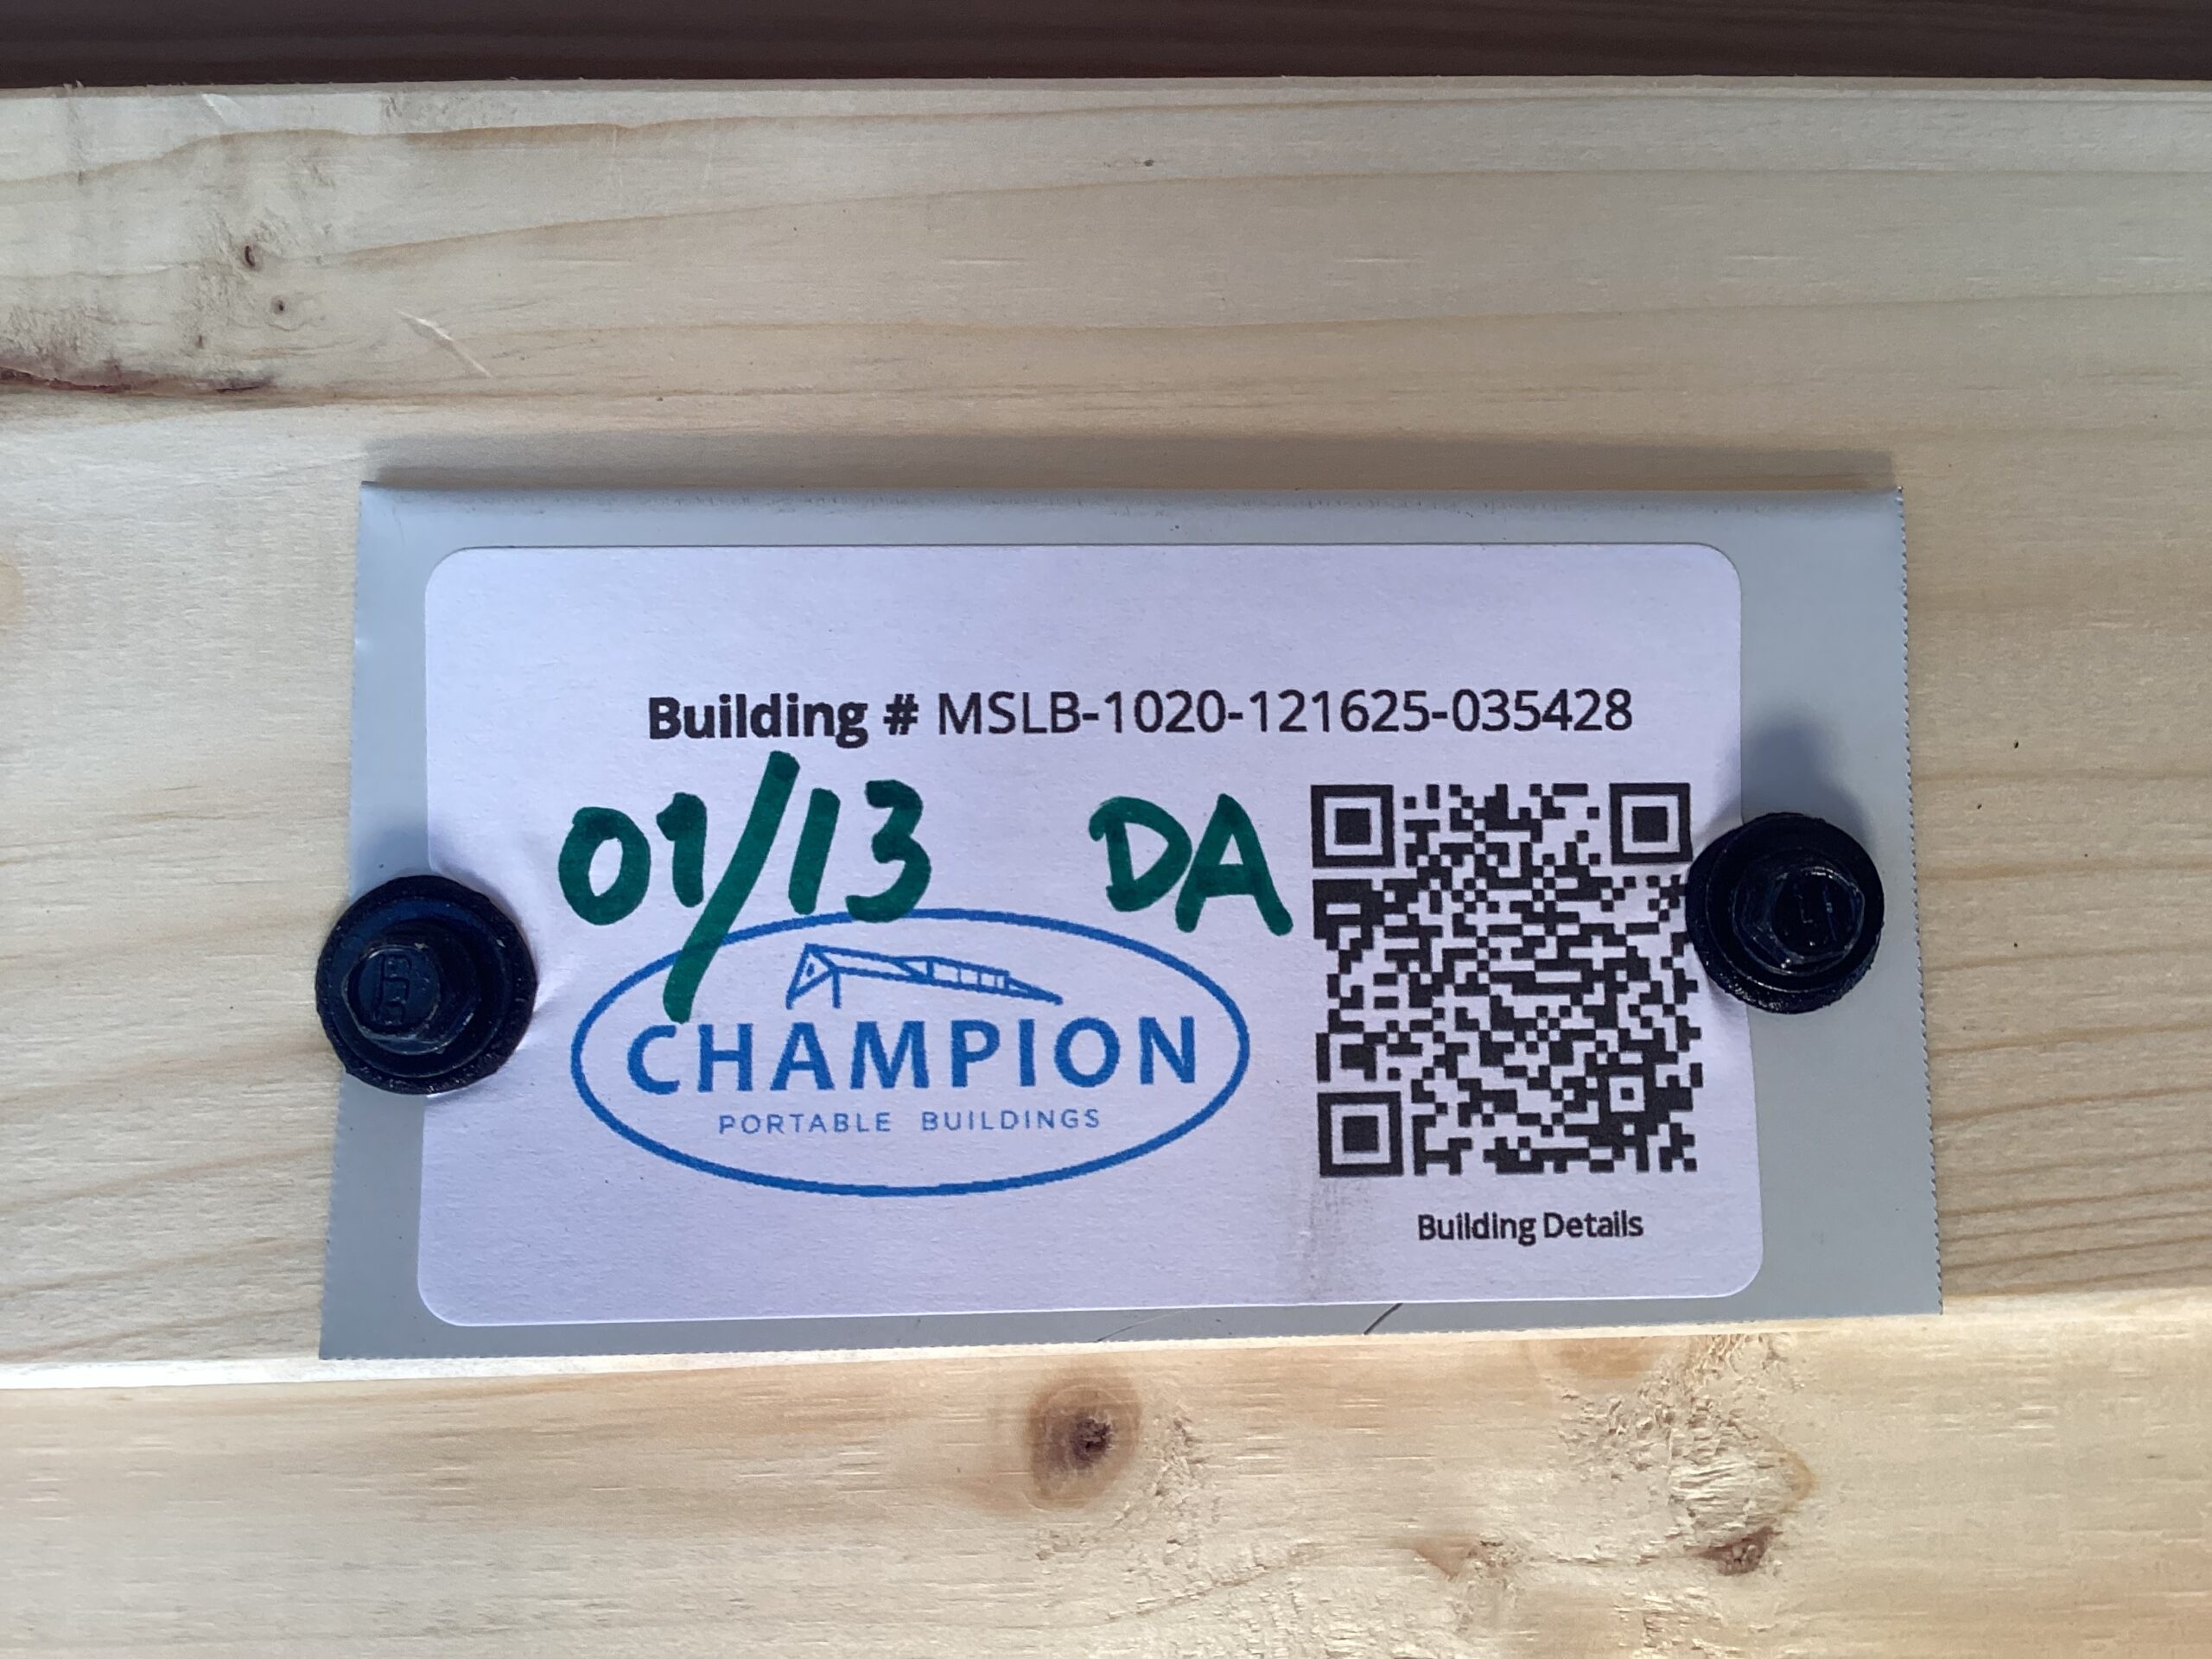 Building # MSLB-1020-121625-035428
01/13 DA
CHAMPION
PORTABLE BUILDINGS
Building Details